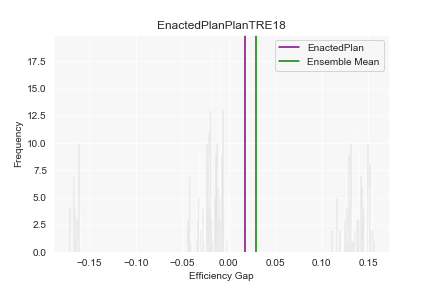 EnactedPlanPlanTRE18
EnactedPlan
Ensemble Mean
Frequency
17.5
15.0
12.5
10.0
7.5
5.0
2.5
0.0
−0.15 −0.10 −0.05 0.00 0.05 0.10 0.15
Efficiency Gap